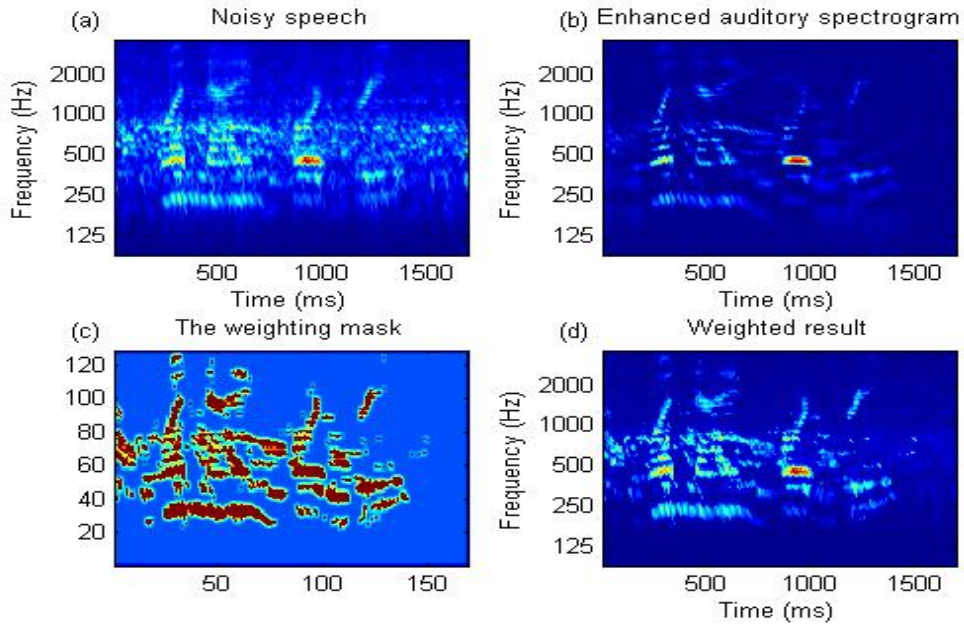 (a) Noisy speech
Frequency (Hz)
2000
1000
500
250
125
500 1000 1500
Time (ms)
(b) Enhanced auditory spectrogram
Frequency (Hz)
2000
1000
500
250
125
500 1000 1500
Time (ms)
(c) The weighting mask
120
100
80
60
40
20
50 100 150
(d) Weighted result
Frequency (Hz)
2000
1000
500
250
125
500 1000 1500
Time (ms)